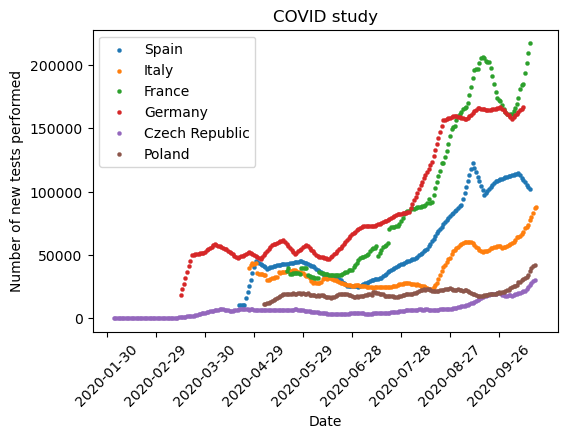 COVID study
Spain
Italy
France
Germany
Czech Republic
Poland
Number of new tests performed
200000
150000
100000
50000
0
2020-01-30
2020-02-29
2020-03-30
2020-04-29
2020-05-29
2020-06-28
2020-07-28
2020-08-27
2020-09-26
Date